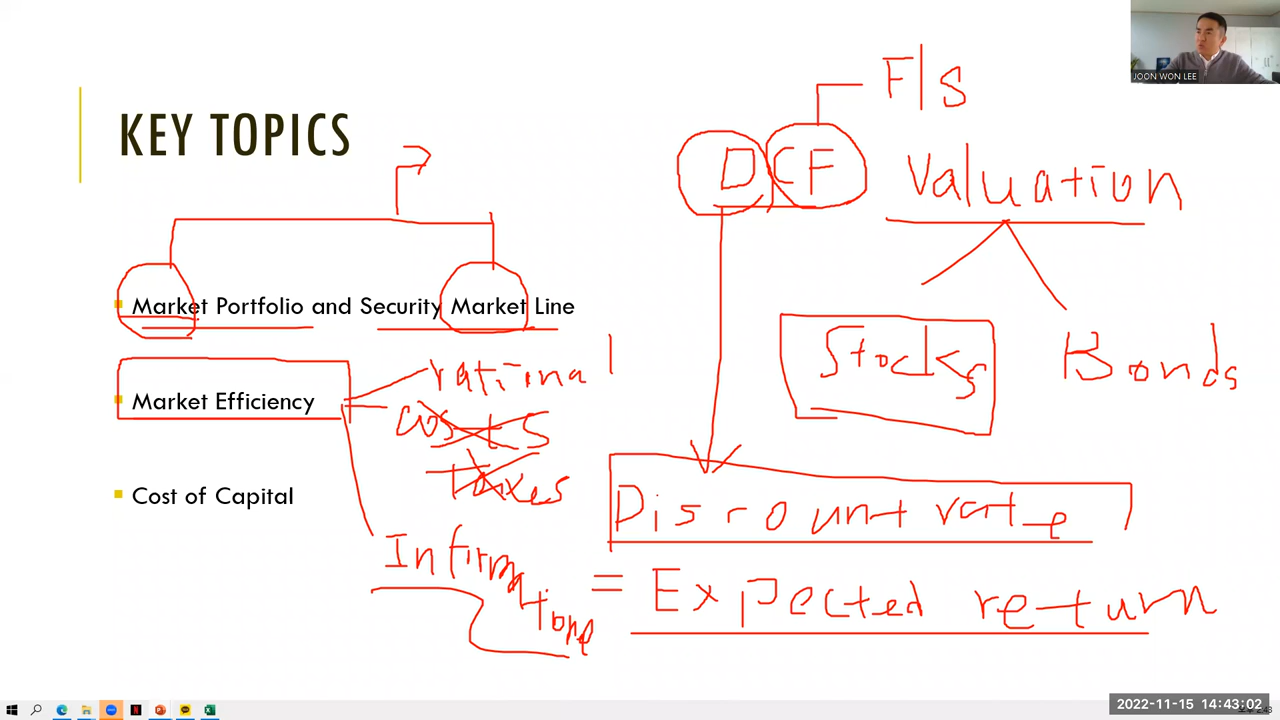 JOON WON LEE
F/S
KEY TOPICS
DCF Valuation
Market Portfolio and Security Market Line
Stocks
Bonds
rational
Market Efficiency
costs
taxes
Cost of Capital
Discount rate
= Expected return
2022-11-15 14:43:02